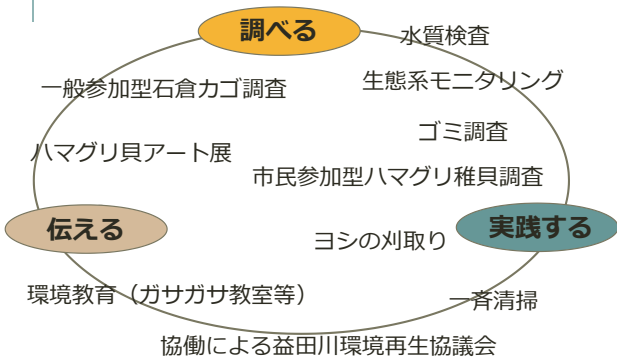 調べる
水質検査
一般参加型石倉カゴ調査
生態系モニタリング
ゴミ調査
ハマグリ貝アート展
市民参加型ハマグリ稚貝調査
伝える
実践する
ヨシの刈取り
環境教育（ガサガサ教室等）
一斉清掃
協働による益田川環境再生協議会